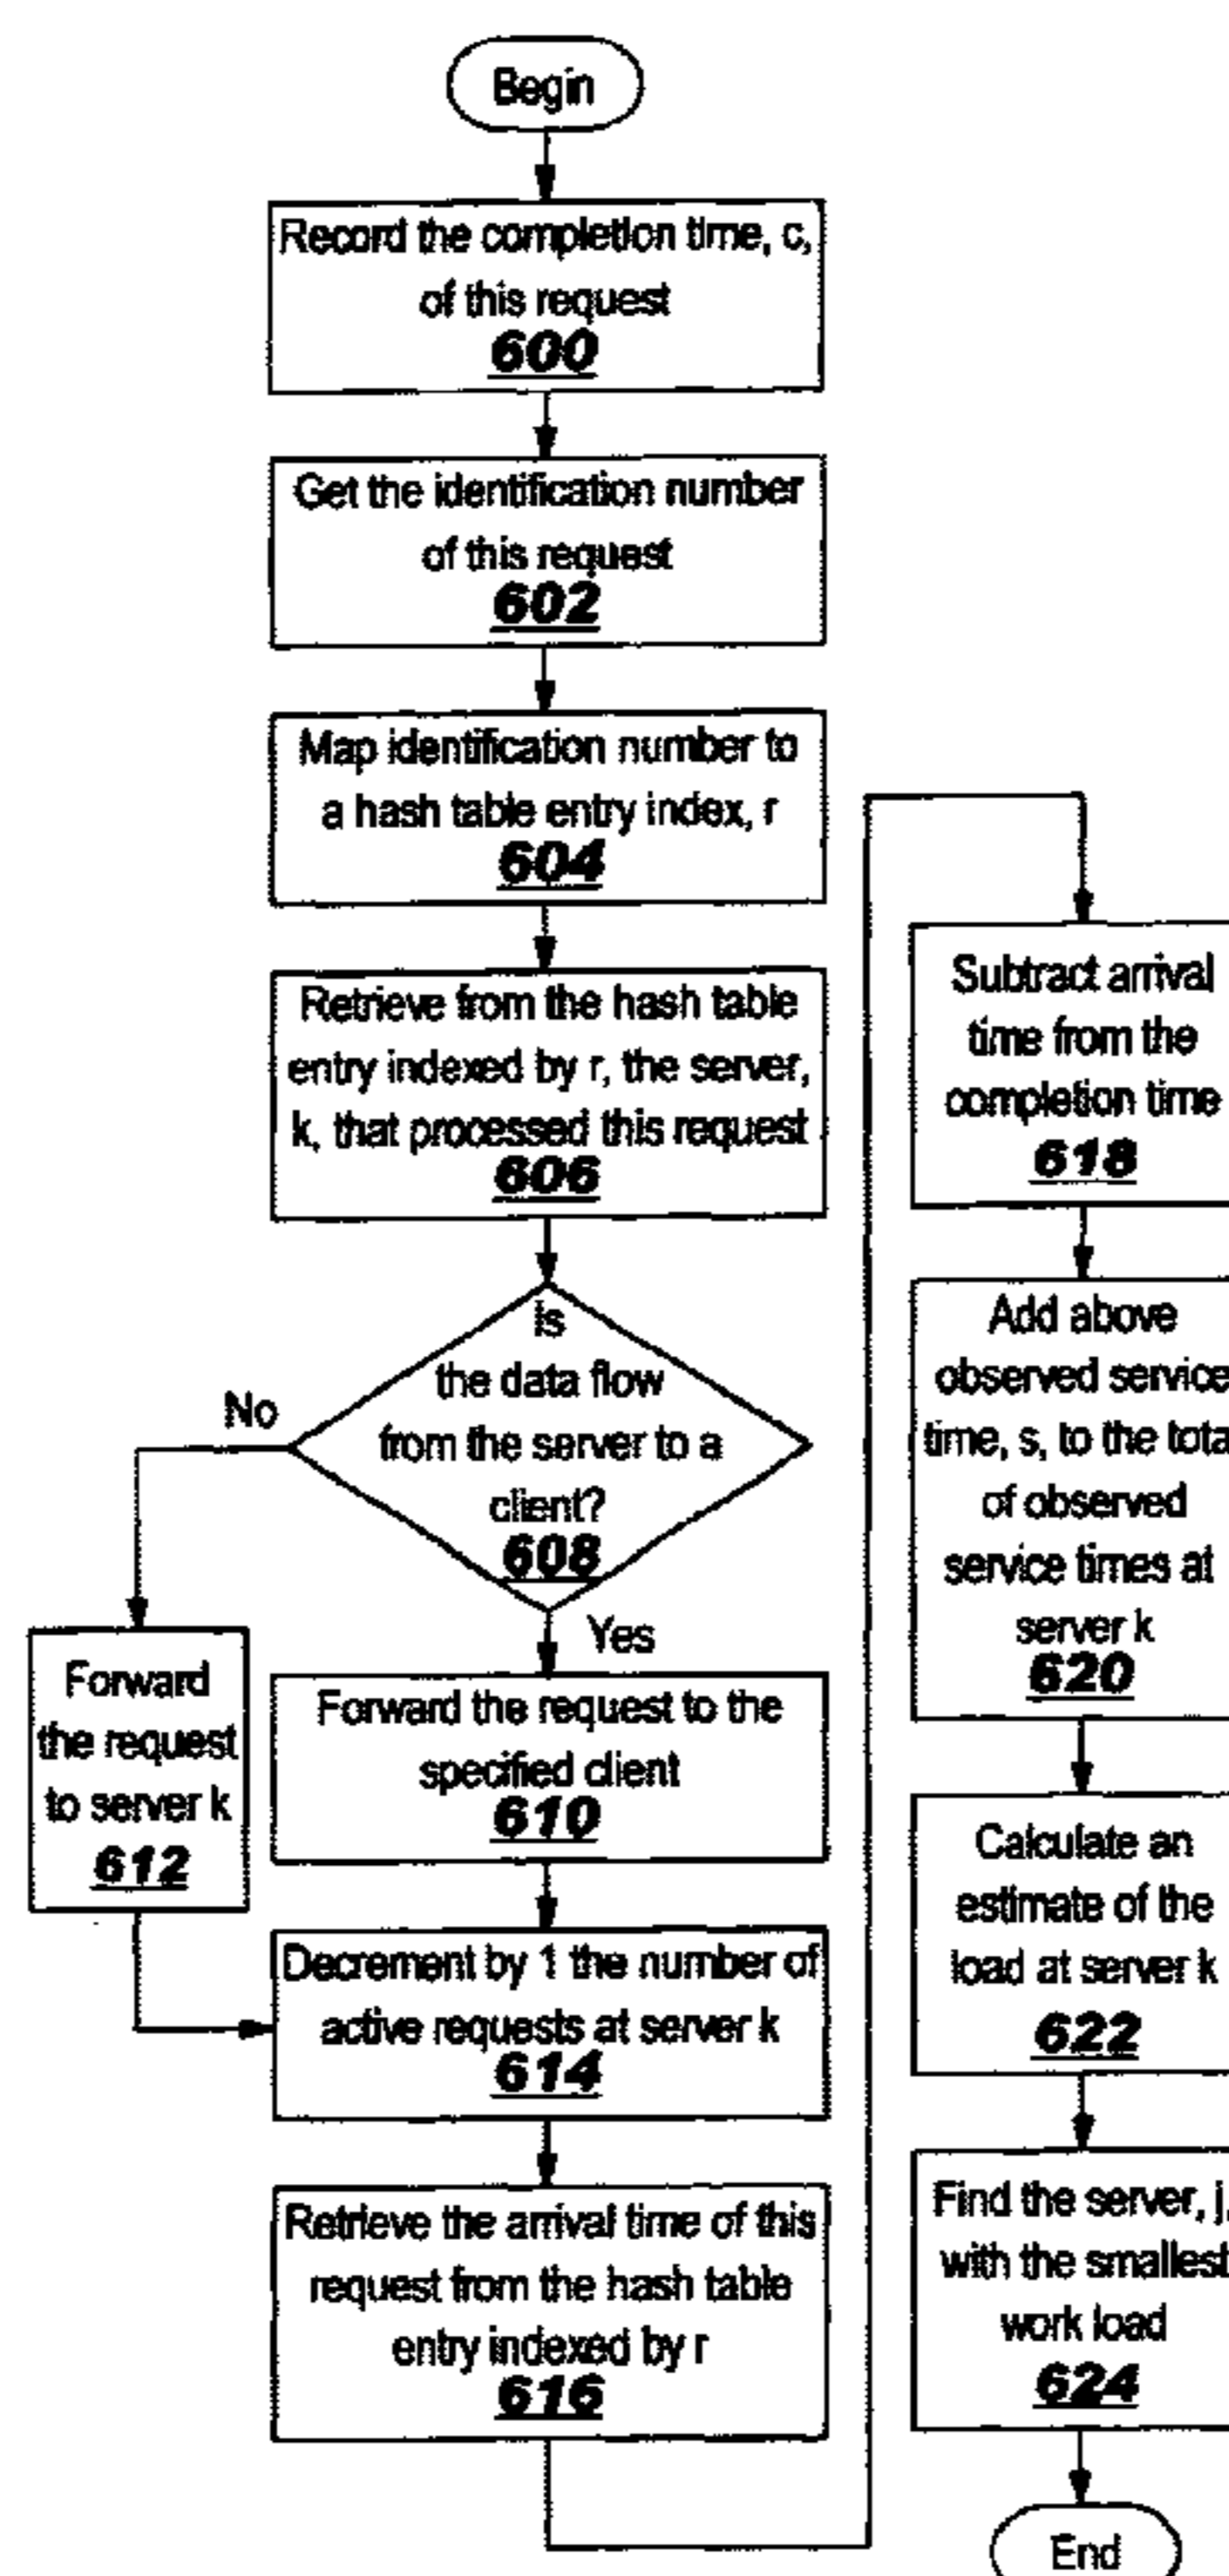 Begin
Record the completion time, c,
of this request
600
Get the identification number
of this request
602
Map identification number to
a hash table entry index, r
604
Retrieve from the hash table
entry indexed by r, the server,
k, that processed this request
606
Is
the data flow
from the server to a
client?
608
No
Yes
Forward
the request
to server k
612
Forward the request to the
specified client
610
Decrement by 1 the number of
active requests at server k
614
Retrieve the arrival time of this
request from the hash table
entry indexed by r
616
Subtract arrival
time from the
completion time
618
Add above
observed service
time, s, to the tota
of observed
service times at
server k
620
Calculate an
estimate of the
load at server k
622
Find the server, j,
with the smallest
work load
624
End